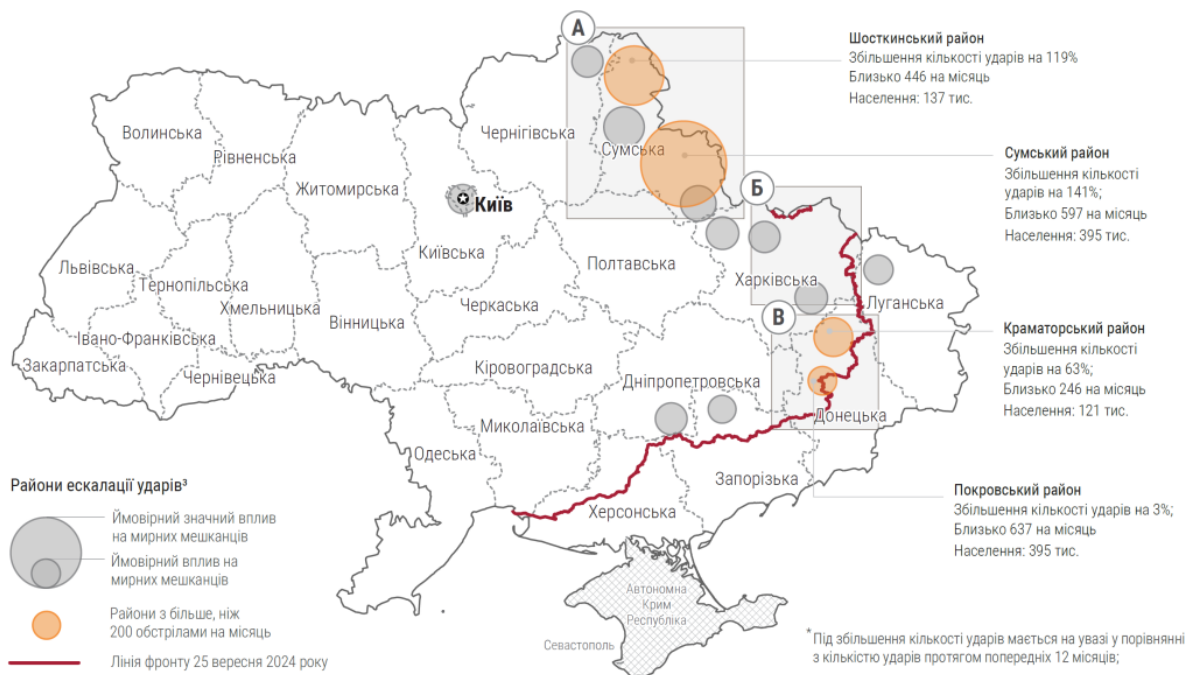 А
Шосткинський район
Збільшення кількості ударів на 119%
Близько 446 на місяць
Населення: 137 тис.
Волинська
Рівненська
Житомирська
Чернігівська
Сумська
Київ
Київська
Сумський район
Збільшення кількості
ударів на 141%;
Близько 597 на місяць
Населення: 395 тис.
Б
Львівська
Тернопільська
Хмельницька
Вінницька
Черкаська
Полтавська
Харківська
Луганська
В
Івано-Франківська
Закарпатська
Чернівецька
Кіровоградська
Дніпропетровська
Донецька
Краматорський район
Збільшення кількості
ударів на 63%;
Близько 246 на місяць
Населення: 121 тис.
Миколаївська
Одеська
Запорізька
Херсонська
Покровський район
Збільшення кількості ударів на 3%;
Близько 637 на місяць
Населення: 395 тис.
Автономна
Крим
Республіка
Севастополь
Райони ескалації ударів³
Ймовірний значний вплив
на мирних мешканців
Ймовірний вплив на
мирних мешканців
Райони з більше, ніж
200 обстрілами на місяць
Лінія фронту 25 вересня 2024 року
*Під збільшення кількості ударів мається на увазі у порівнянні
з кількістю ударів протягом попередніх 12 місяців;